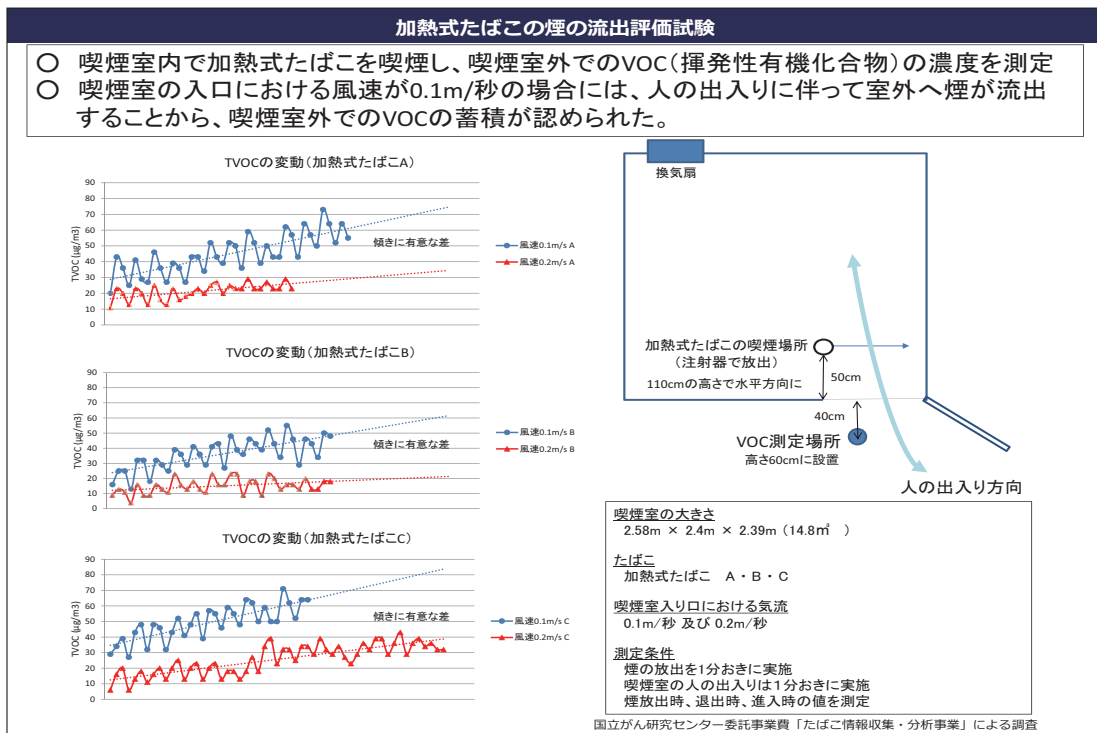 加熱式たばこの煙の流出評価試験
○ 喫煙室内で加熱式たばこを喫煙し、喫煙室外でのVOC(揮発性有機化合物)の濃度を測定
○ 喫煙室の入口における風速が0.1m/秒の場合には、人の出入りに伴って室外へ煙が流出
することから、喫煙室外でのVOCの蓄積が認められた。
TVOCの変動(加熱式たばこA)
TVOC (μg/m3)
90
80
70
60
50
40
30
20
10
0
傾きに有意な差
風速0.1m/s A
風速0.2m/s A
TVOCの変動(加熱式たばこB)
TVOC (μg/m3)
90
80
70
60
50
40
30
20
10
0
傾きに有意な差
風速0.1m/s B
風速0.2m/s B
TVOCの変動(加熱式たばこC)
TVOC (μg/m3)
90
80
70
60
50
40
30
20
10
0
傾きに有意な差
風速0.1m/s C
風速0.2m/s C
換気扇
加熱式たばこの喫煙場所
(注射器で放出)
110cmの高さで水平方向に
50cm
40cm
VOC測定場所
高さ60cmに設置
人の出入り方向
喫煙室の大きさ
2.58m × 2.4m × 2.39m (14.8㎥ )
たばこ
加熱式たばこ A・B・C
喫煙室入り口における気流
0.1m/秒 及び 0.2m/秒
測定条件
煙の放出を1分おきに実施
喫煙室の人の出入りは1分おきに実施
煙放出時、退出時、進入時の値を測定
国立がん研究センター委託事業費「たばこ情報収集・分析事業」による調査